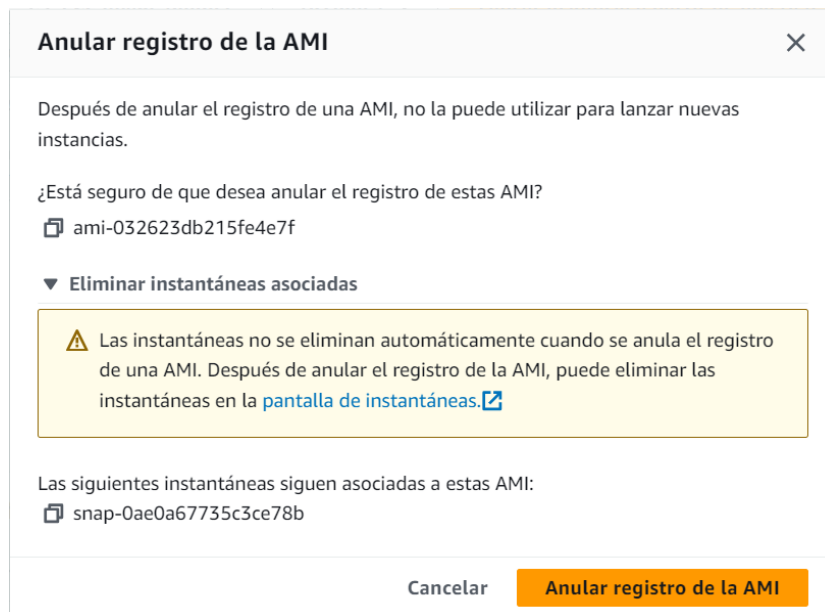 Anular registro de la AMI
Después de anular el registro de una AMI, no la puede utilizar para lanzar nuevas
instancias.
¿Está seguro de que desea anular el registro de estas AMI?
ami-032623db215fe4e7f
Eliminar instantáneas asociadas
Las instantáneas no se eliminan automáticamente cuando se anula el registro
de una AMI. Después de anular el registro de la AMI, puede eliminar las
instantáneas en la pantalla de instantáneas.
Las siguientes instantáneas siguen asociadas a estas AMI:
snap-0ae0a67735c3ce78b
Cancelar Anular registro de la AMI